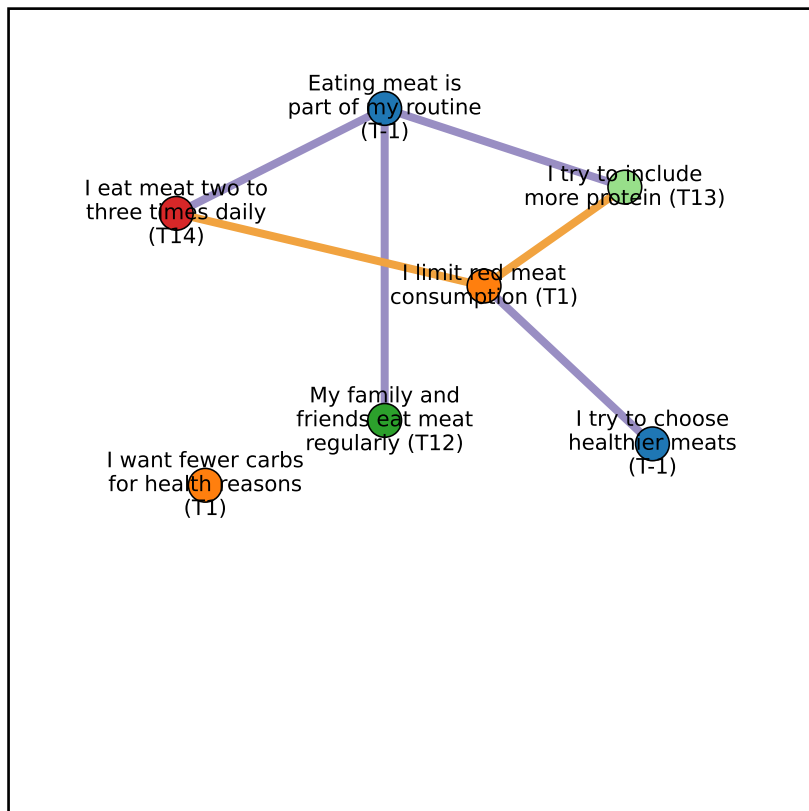 Eating meat is
part of my routine
(T-1)
I try to include
more protein (T13)
I eat meat two to
three times daily
(T14)
I limit red meat
consumption (T1)
My family and
friends eat meat
regularly (T12)
I try to choose
healthier meats
(T-1)
I want fewer carbs
for health reasons
(T1)